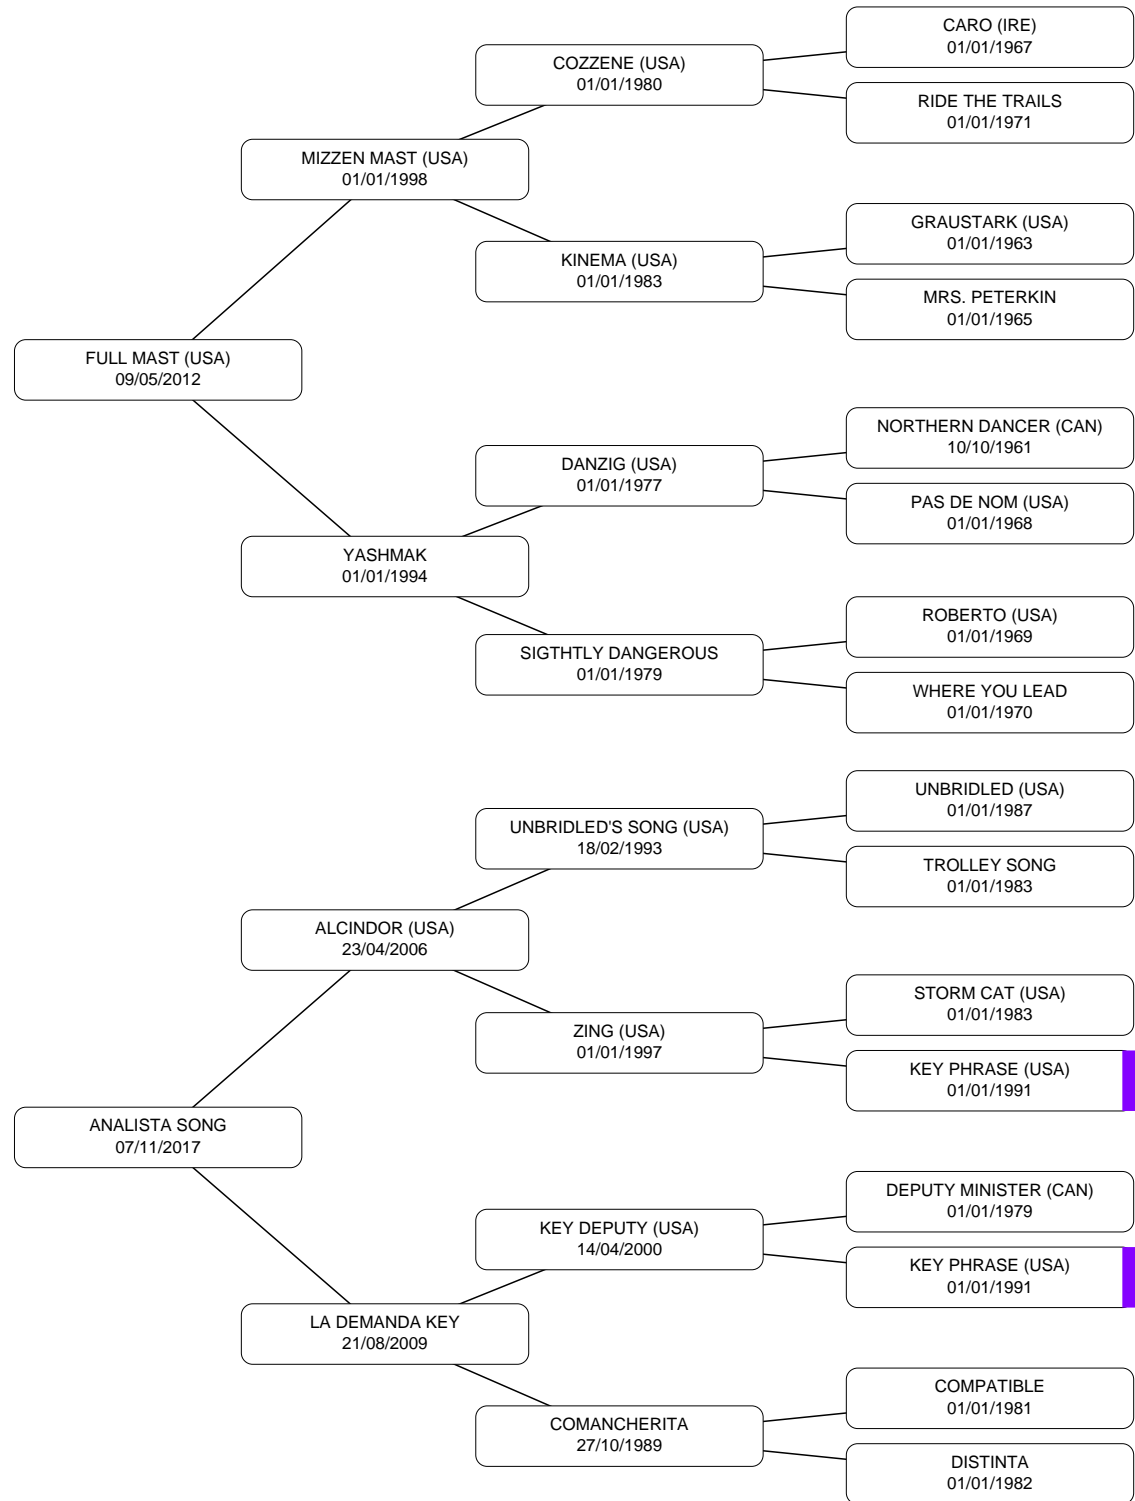 CARO (IRE)
01/01/1967
COZZENE (USA)
01/01/1980
RIDE THE TRAILS
01/01/1971
MIZZEN MAST (USA)
01/01/1998
GRAUSTARK (USA)
01/01/1963
KINEMA (USA)
01/01/1983
MRS. PETERKIN
01/01/1965
FULL MAST (USA)
09/05/2012
NORTHERN DANCER (CAN)
10/10/1961
DANZIG (USA)
01/01/1977
PAS DE NOM (USA)
01/01/1968
YASHMAK
01/01/1994
ROBERTO (USA)
01/01/1969
SIGTHTLY DANGEROUS
01/01/1979
WHERE YOU LEAD
01/01/1970
UNBRIDLED (USA)
01/01/1987
UNBRIDLED'S SONG (USA)
18/02/1993
TROLLEY SONG
01/01/1983
ALCINDOR (USA)
23/04/2006
STORM CAT (USA)
01/01/1983
ZING (USA)
01/01/1997
KEY PHRASE (USA)
01/01/1991
ANALISTA SONG
07/11/2017
DEPUTY MINISTER (CAN)
01/01/1979
KEY DEPUTY (USA)
14/04/2000
KEY PHRASE (USA)
01/01/1991
LA DEMANDA KEY
21/08/2009
COMPATIBLE
01/01/1981
COMANCHERITA
27/10/1989
DISTINTA
01/01/1982